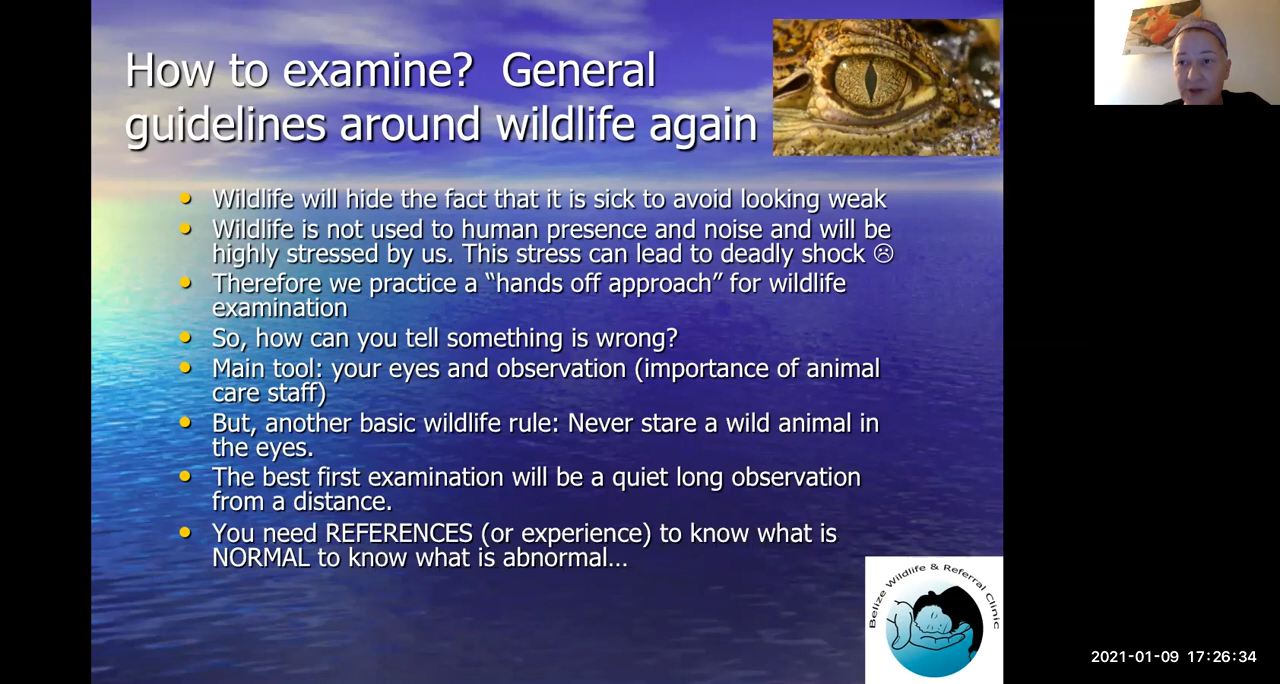 How to examine?  General
guidelines around wildlife again
• Wildlife will hide the fact that it is sick to avoid looking weak
• Wildlife is not used to human presence and noise and will be
highly stressed by us. This stress can lead to deadly shock ☹
• Therefore we practice a “hands off approach” for wildlife
examination
• So, how can you tell something is wrong?
• Main tool: your eyes and observation (importance of animal
care staff)
• But, another basic wildlife rule: Never stare a wild animal in
the eyes.
• The best first examination will be a quiet long observation
from a distance.
• You need REFERENCES (or experience) to know what is
NORMAL to know what is abnormal...
Belize Wildlife & Referral Clinic
2021-01-09 17:26:34